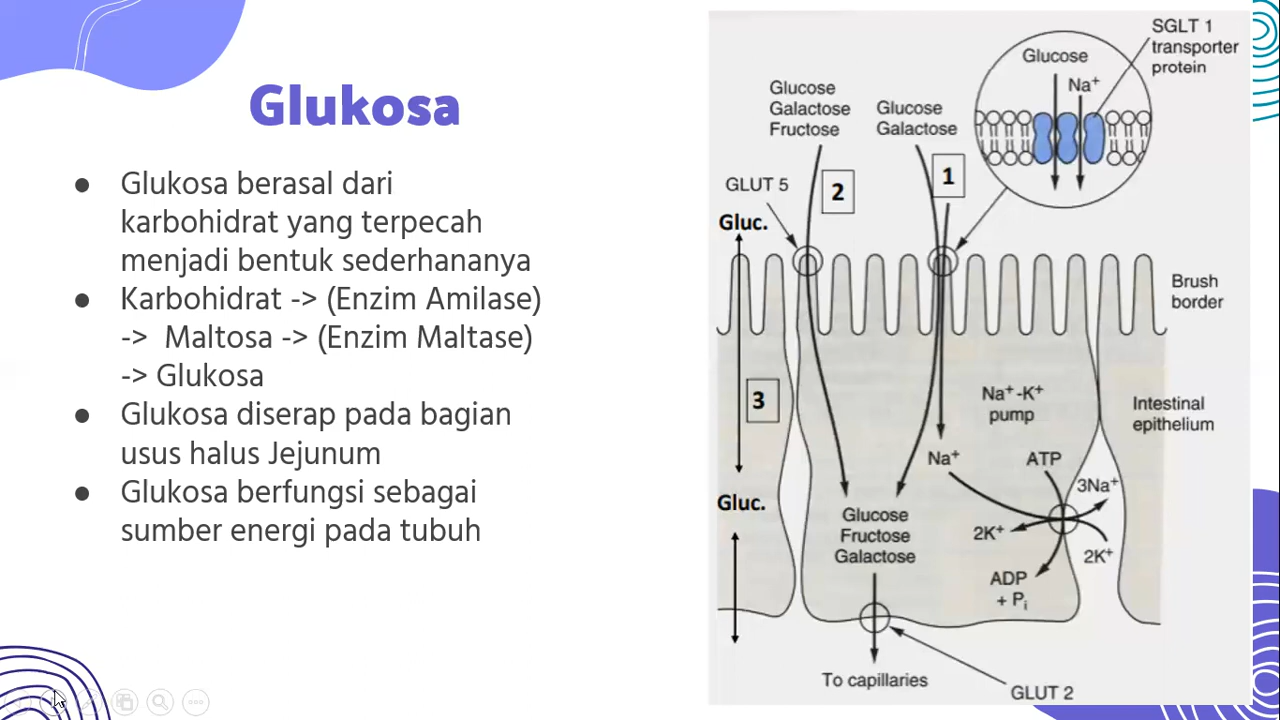 Glukosa
● Glukosa berasal dari
karbohidrat yang terpecah
menjadi bentuk sederhananya
● Karbohidrat -> (Enzim Amilase)
-> Maltosa -> (Enzim Maltase)
-> Glukosa
● Glukosa diserap pada bagian
usus halus Jejunum
● Glukosa berfungsi sebagai
sumber energi pada tubuh
SGLT 1
transporter
protein
Glucose
Na⁺
Glucose
Galactose
Fructose
Glucose
Galactose
GLUT 5
2
1
Gluc.
Brush
border
3
Na⁺-K⁺
pump
Intestinal
epithelium
Na⁺
ATP
3Na⁺
Gluc.
Glucose
Fructose
Galactose
2K⁺
2K⁺
ADP
+ Pᵢ
To capillaries
GLUT 2